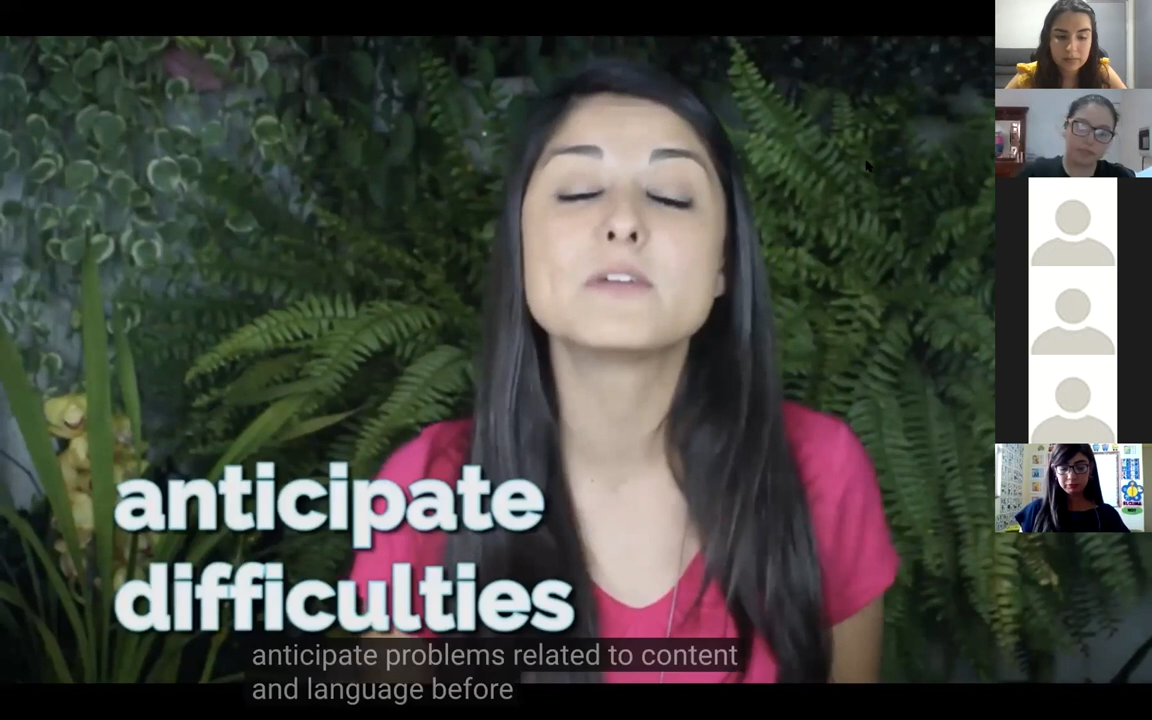 anticipate
difficulties
anticipate problems related to content
and language before